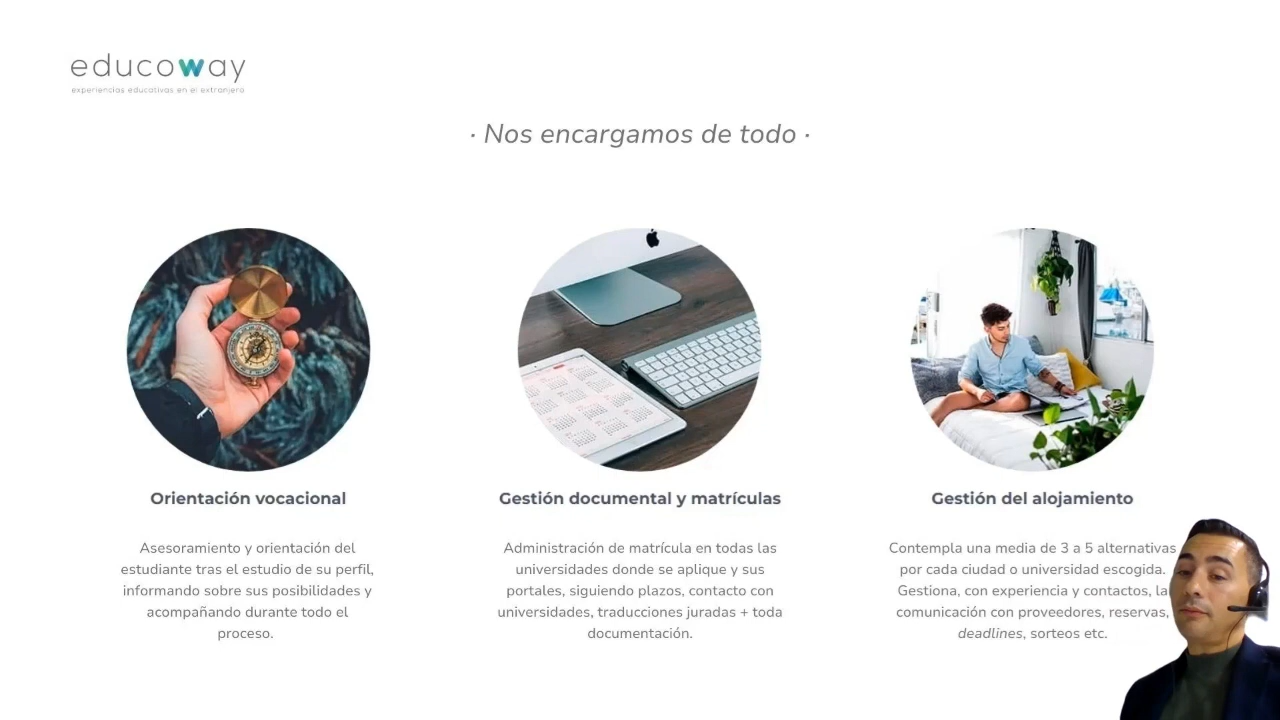 educoway
experiencias educativas en el extranjero
· Nos encargamos de todo ·
Orientación vocacional
Asesoramiento y orientación del
estudiante tras el estudio de su perfil,
informando sobre sus posibilidades y
acompañando durante todo el
proceso.
Gestión documental y matrículas
Administración de matrícula en todas las
universidades donde se aplique y sus
portales, siguiendo plazos, contacto con
universidades, traducciones juradas + toda
documentación.
Gestión del alojamiento
Contempla una media de 3 a 5 alternativas
por cada ciudad o universidad escogida.
Gestiona, con experiencia y contactos, la
comunicación con proveedores, reservas,
deadlines, sorteos etc.